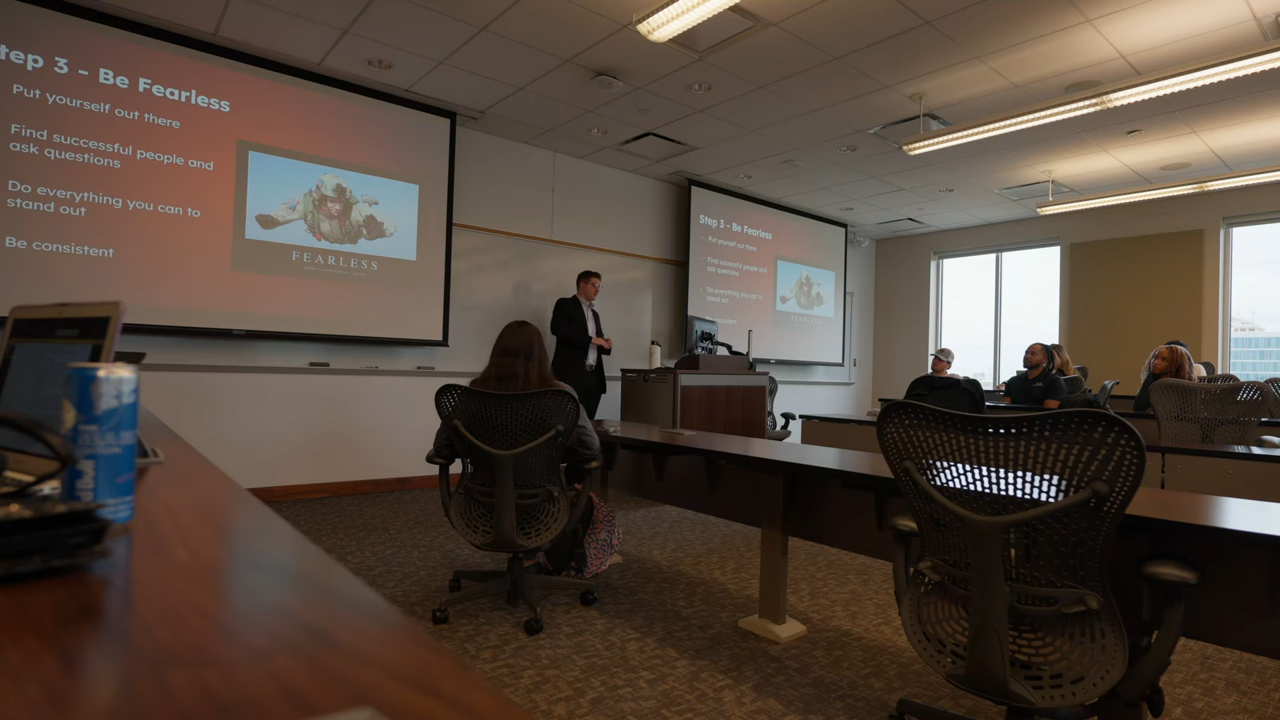 tep 3 - Be Fearless
Put yourself out there
Find successful people and
ask questions
Do everything you can to
stand out
Be consistent
FEARLESS
Step 3 - Be Fearless
Put yourself out there
Find successful people and
ask questions
Do everything you can to
stand out
FEARLESS